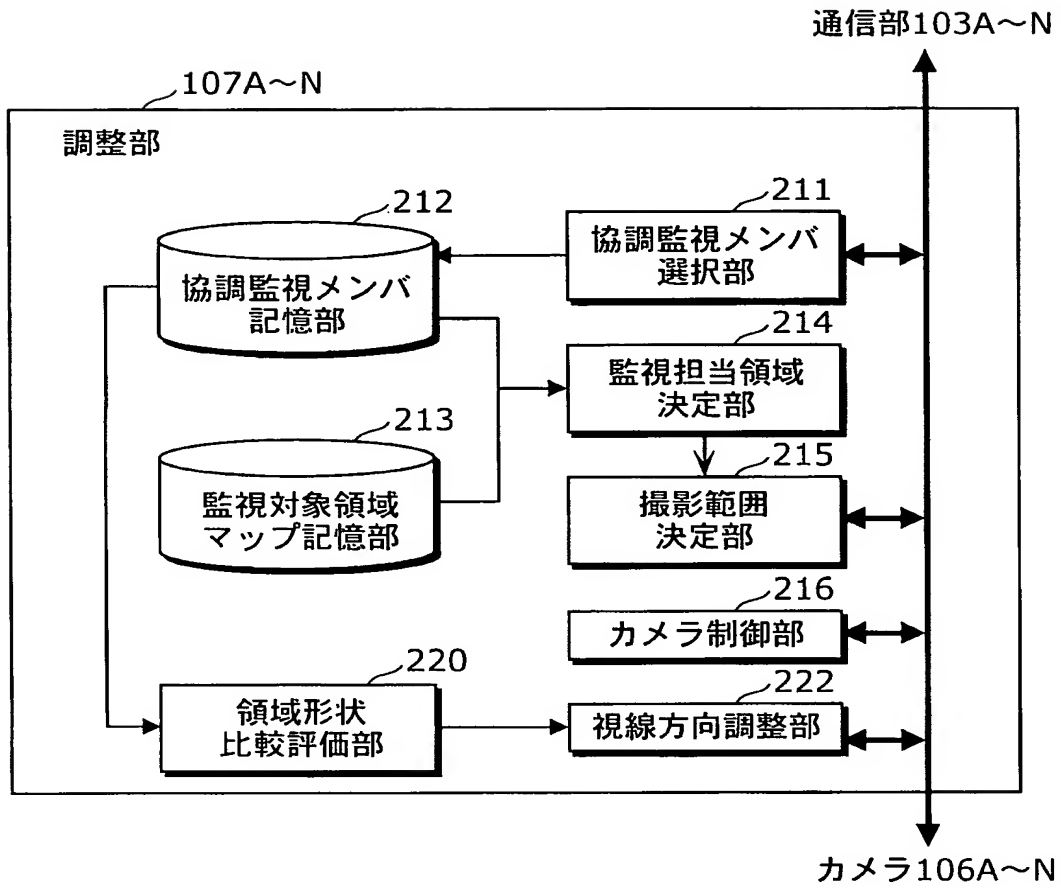 通信部103A～N
107A～N
調整部
212
211
協調監視メンバ
記憶部
協調監視メンバ
選択部
214
監視担当領域
決定部
213
監視対象領域
マップ記憶部
215
撮影範囲
決定部
216
カメラ制御部
220
領域形状
比較評価部
222
視線方向調整部
カメラ106A～N